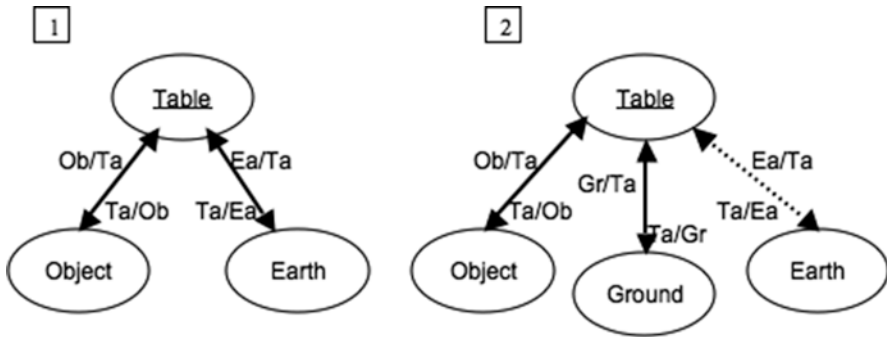 1
Table
Ob/Ta
Ea/Ta
Ta/Ob
Ta/Ea
Object
Earth
2
Table
Ob/Ta
Gr/Ta
Ea/Ta
Ta/Ob
Ta/Gr
Ta/Ea
Object
Ground
Earth